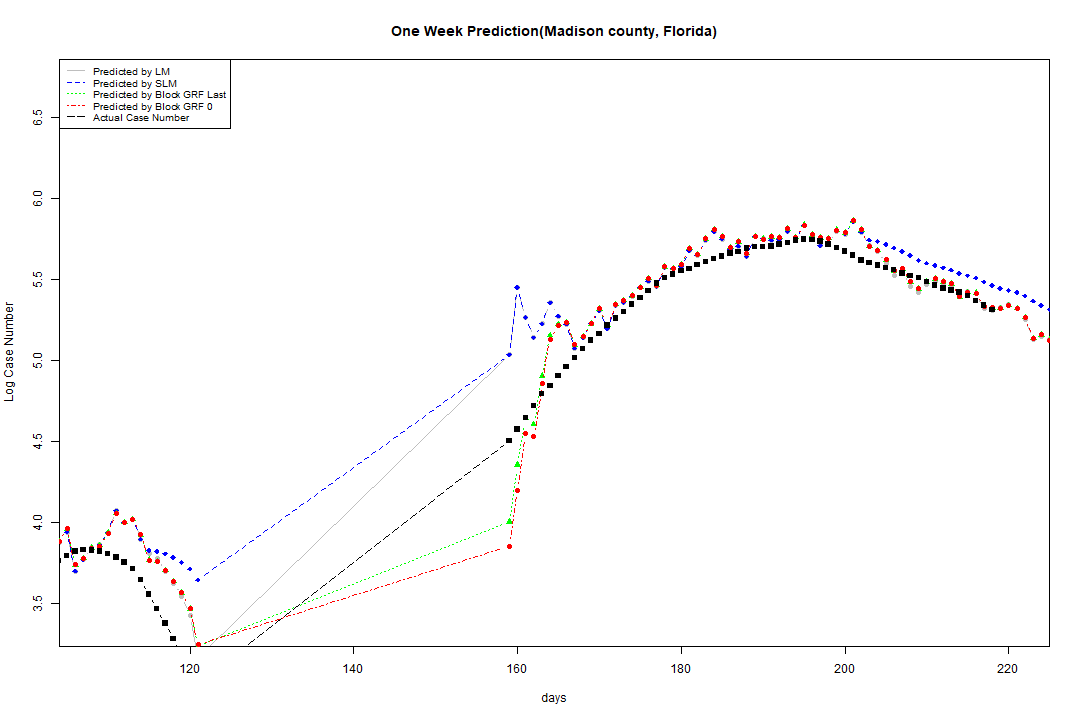 One Week Prediction(Madison county, Florida)
Predicted by LM
Predicted by SLM
Predicted by Block GRF Last
Predicted by Block GRF 0
Actual Case Number
6.5
6.0
5.5
5.0
4.5
4.0
3.5
Log Case Number
120 140 160 180 200 220
days